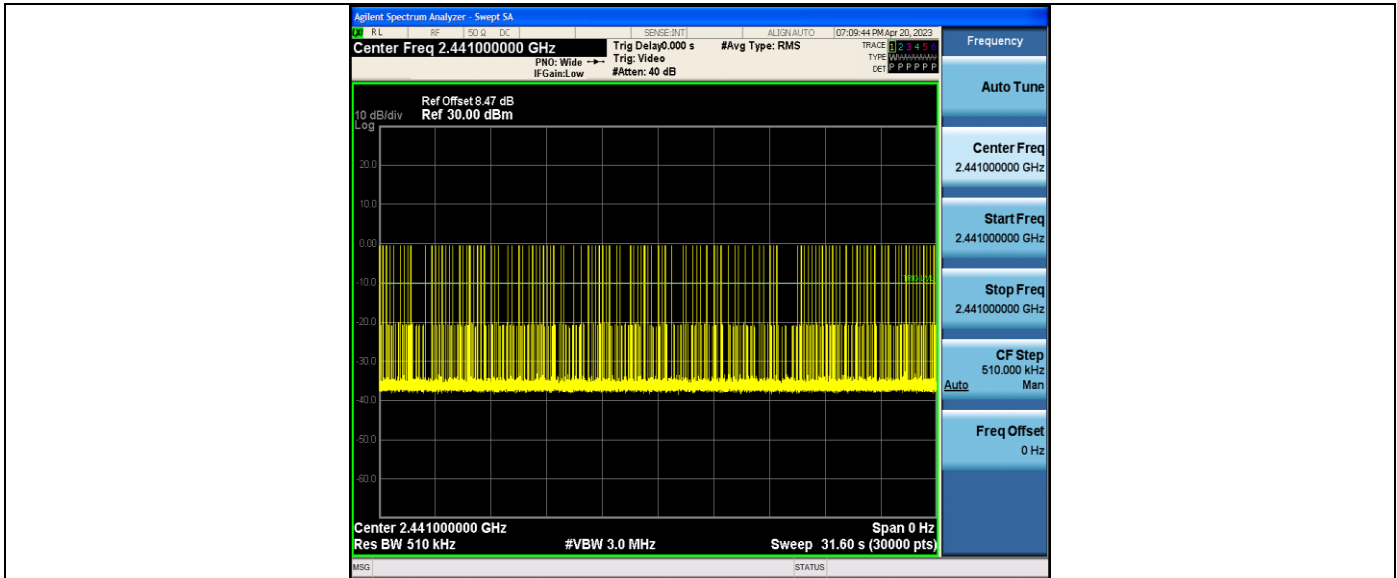 Agilent Spectrum Analyzer - Swept SA
RL RF 50 Ω DC SENSE:INT ALIGNAUTO 07:09:44 PM Apr 20, 2023
Center Freq 2.441000000 GHz
PNO: Wide
IFGain:Low
Trig Delay0.000 s
Trig: Video
#Atten: 40 dB
#Avg Type: RMS
TRACE 1 2 3 4 5 6
TYPE WWWWWW
DET P P P P P P
Ref Offset 8.47 dB
10 dB/div Ref 30.00 dBm
Log
20.0
10.0
0.00
-10.0
-20.0
-30.0
-40.0
-50.0
-60.0
TRIG LVL
Center 2.441000000 GHz Span 0 Hz
Res BW 510 kHz #VBW 3.0 MHz Sweep 31.60 s (30000 pts)
MSG STATUS
Frequency
Auto Tune
Center Freq
2.441000000 GHz
Start Freq
2.441000000 GHz
Stop Freq
2.441000000 GHz
CF Step
510.000 kHz
Auto Man
Freq Offset
0 Hz